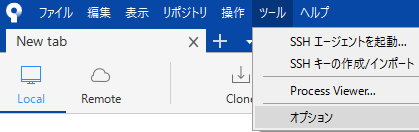 ファイル 編集 表示 リポジトリ 操作 ツール ヘルプ
New tab
SSH エージェントを起動...
SSH キーの作成/インポート
Process Viewer...
オプション
Local Remote Clone